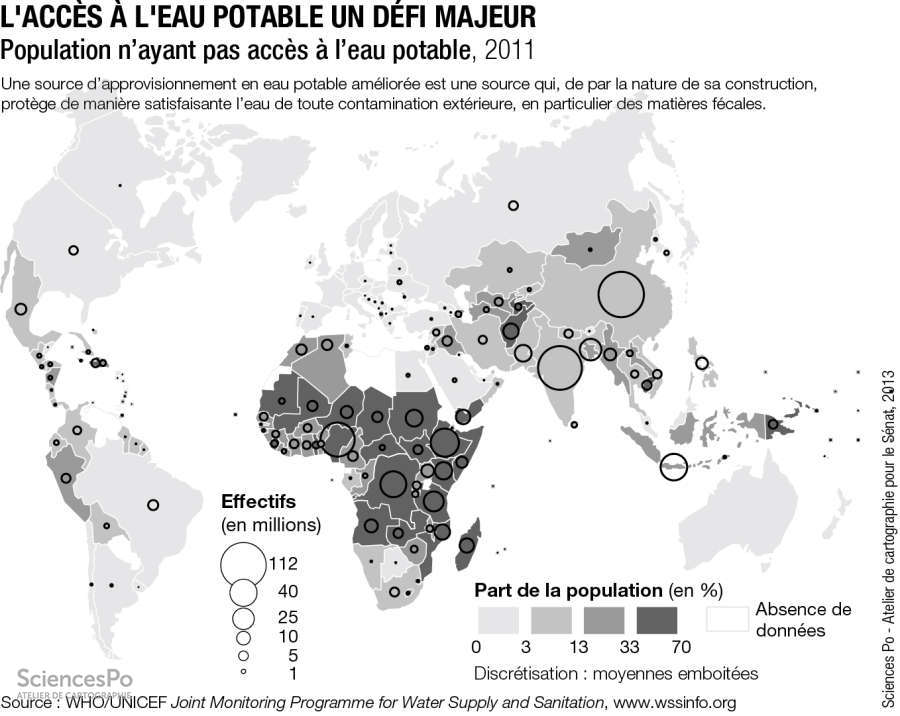 L'ACCÈS À L'EAU POTABLE UN DÉFI MAJEUR
Population n'ayant pas accès à l'eau potable, 2011
Une source d'approvisionnement en eau potable améliorée est une source qui, de par la nature de sa construction,
protège de manière satisfaisante l'eau de toute contamination extérieure, en particulier des matières fécales.
Effectifs
(en millions)
112
40
25
10
5
1
Part de la population (en %)
0 3 13 33 70
Absence de
données
Discrétisation : moyennes emboitées
Sciences Po - Atelier de cartographie pour le Sénat, 2013
SciencesPo
ATELIER DE CARTOGRAPHIE
Source : WHO/UNICEF Joint Monitoring Programme for Water Supply and Sanitation, www.wssinfo.org